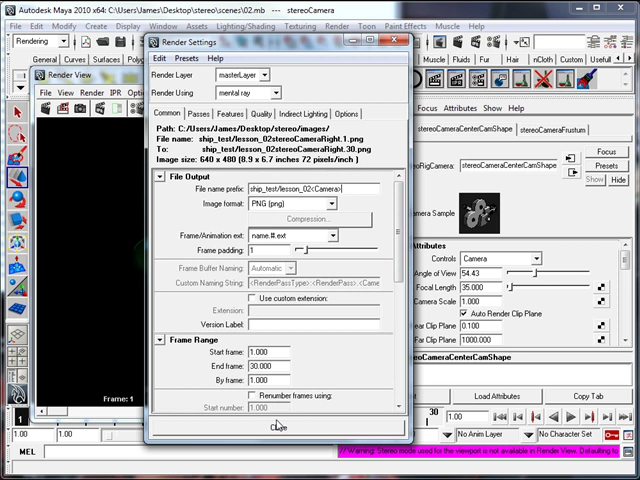 Autodesk Maya 2010 x64: C:\Users\James\Desktop\stereo\scenes\02.mb --- stereoCamera
File Edit Modify
Lighting/Shading Texturing Render Toon Paint Effects Muscle Help
Rendering
General Curves Surfaces
Muscle Fluids Fur Hair nCloth Custom
Render View
File View Render IPR
Render Settings
Edit Presets Help
Render Layer masterLayer
Render Using mental ray
Common Passes Features Quality Indirect Lighting Options
Path: C:/Users/James/Desktop/stereo/images/
File name: ship_test/lesson_02stereoCameraRight.1.png
To: ship_test/lesson_02stereoCameraRight.30.png
Image size: 640 x 480 (8.9 x 6.7 inches 72 pixels/inch )
File Output
File name prefix: ship_test/lesson_02<Camera>
Image format: PNG (png)
Compression...
Frame/Animation ext: name.#.ext
Frame padding: 1
Frame Buffer Naming: Automatic
Custom Naming String: <RenderPassType>:<RenderPass>.<Came
Use custom extension:
Extension:
Version Label:
Frame Range
Start frame: 1.000
End frame: 30.000
By frame: 1.000
Renumber frames using:
Start number: 1.000
Close
Focus Attributes Show Help
stereoCameraCenterCamShape stereoCameraFrustum
stereoCameraCenterCamShape
Focus
Presets
Show Hide
Camera Sample
Attributes
Controls Camera
Angle of View 54.43
Focal Length 35.000
Camera Scale 1.000
Auto Render Clip Plane
Near Clip Plane 0.100
Far Clip Plane 1000.000
Load Attributes Copy Tab
Frame: 1
1
30
1.00
1.00 1.00
No Anim Layer No Character Set
MEL
// Warning: Stereo mode used for the viewport is not available in Render View. Defaulting to